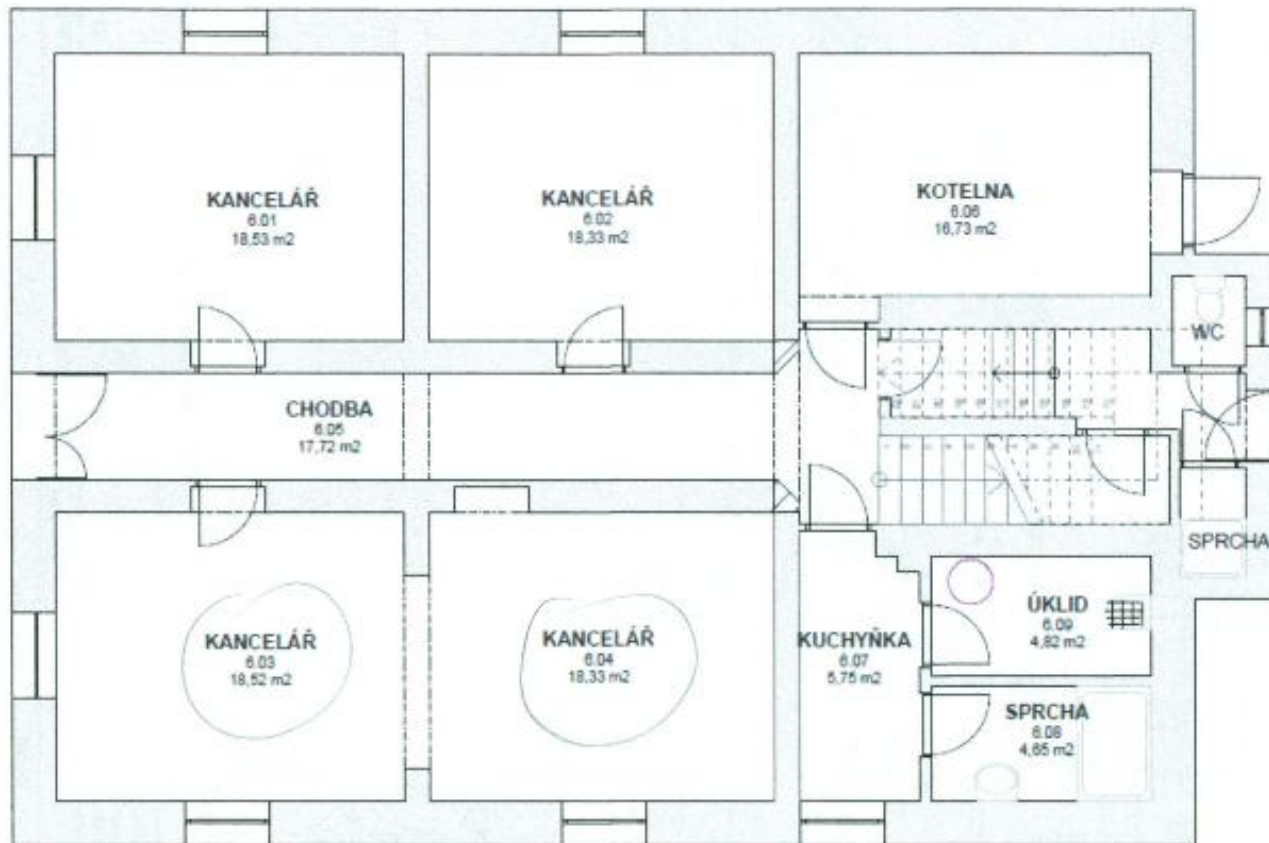 KANCELÁŘ
6.01
18,53 m2
KANCELÁŘ
6.02
18,33 m2
KOTELNA
6.06
16,73 m2
WC
CHODBA
6.05
17,72 m2
SPRCHA
KANCELÁŘ
6.03
18,52 m2
KANCELÁŘ
6.04
18,33 m2
KUCHYŇKA
6.07
5,75 m2
ÚKLID
6.09
4,82 m2
SPRCHA
6.08
4,65 m2